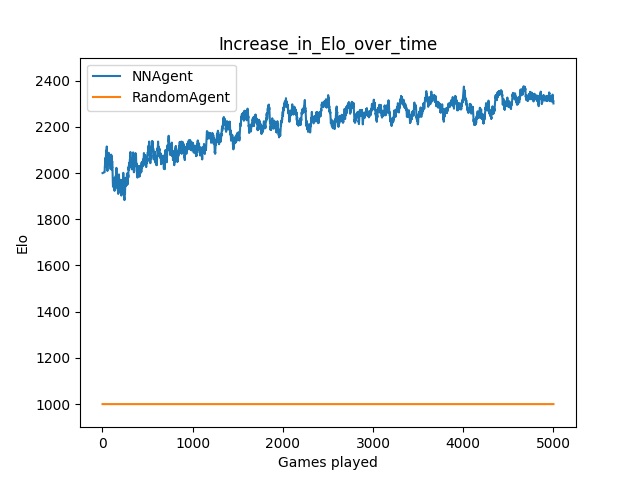 Increase_in_Elo_over_time
NNAgent
RandomAgent
2400
2200
2000
1800
1600
1400
1200
1000
Elo
0 1000 2000 3000 4000 5000
Games played